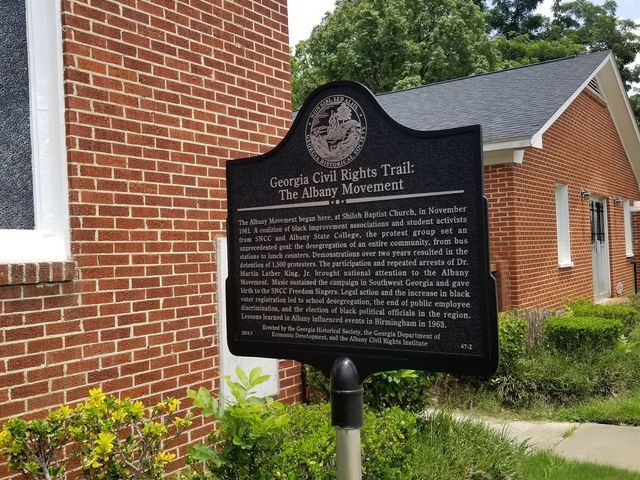 Georgia Civil Rights Trail:
The Albany Movement
The Albany Movement began here, at Shiloh Baptist Church, in November
1961. A coalition of black improvement associations and student activists
from SNCC and Albany State College, the protest group set an
unprecedented goal: the desegregation of an entire community, from bus
stations to lunch counters. Demonstrations over two years resulted in the
detention of 1,500 protesters. The participation and repeated arrests of Dr.
Martin Luther King, Jr. brought national attention to the Albany
Movement. Music sustained the campaign in Southwest Georgia and gave
birth to the SNCC Freedom Singers. Legal action and the increase in black
voter registration led to school desegregation, the end of public employee
discrimination, and the election of black political officials in the region.
Lessons learned in Albany influenced events in Birmingham in 1963.
Erected by the Georgia Historical Society, the Georgia Department of
Economic Development, and the Albany Civil Rights Institute
47-2